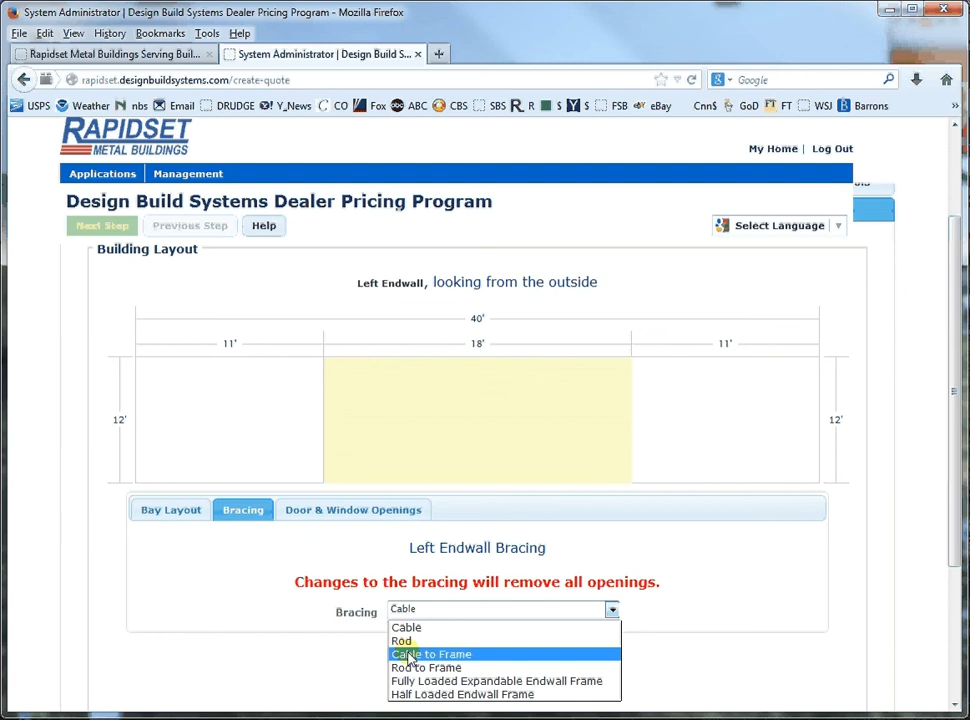 System Administrator | Design Build Systems Dealer Pricing Program - Mozilla Firefox
File Edit View History Bookmarks Tools Help
Rapidset Metal Buildings Serving Buil... × System Administrator | Design Build S... × +
rapidset.designbuildsystems.com/create-quote Google
USPS Weather nbs Email DRUDGE Y_News CO Fox ABC CBS SBS R S S FSB eBay Cnn$ GoD FT WSJ Barrons »
RAPIDSET
METAL BUILDINGS
My Home | Log Out
Applications Management
Design Build Systems Dealer Pricing Program
Next Step Previous Step Help Select Language
Building Layout
Left Endwall, looking from the outside
40'
11' 18' 11'
12' 12'
Bay Layout Bracing Door & Window Openings
Left Endwall Bracing
Changes to the bracing will remove all openings.
Bracing Cable
Cable
Rod
Cable to Frame
Rod to Frame
Fully Loaded Expandable Endwall Frame
Half Loaded Endwall Frame